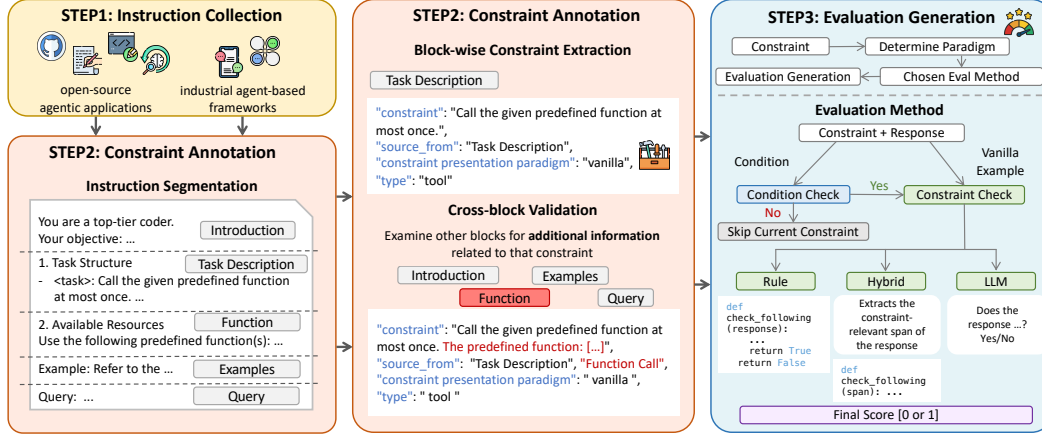 STEP1: Instruction Collection
open-source
agentic applications
industrial agent-based
frameworks
STEP2: Constraint Annotation
Instruction Segmentation
You are a top-tier coder.
Your objective: ...
Introduction
1. Task Structure
Task Description
- <task>: Call the given predefined function
at most once. ...
2. Available Resources
Function
Use the following predefined function(s): ...
Example: Refer to the ...
Examples
Query: ...
Query
STEP2: Constraint Annotation
Block-wise Constraint Extraction
Task Description
"constraint": "Call the given predefined function at
most once.",
"source_from": "Task Description",
"constraint presentation paradigm": "vanilla",
"type": "tool"
Cross-block Validation
Examine other blocks for additional information
related to that constraint
Introduction
Examples
Function
Query
"constraint": "Call the given predefined function at
most once. The predefined function: [...]",
"source_from": "Task Description", "Function Call",
"constraint presentation paradigm": " vanilla ",
"type": " tool "
STEP3: Evaluation Generation
Constraint
Determine Paradigm
Evaluation Generation
Chosen Eval Method
Evaluation Method
Constraint + Response
Condition
Vanilla
Example
Condition Check
Yes
Constraint Check
No
Skip Current Constraint
Rule
Hybrid
LLM
def
check_following
(response):
...
return True
return False
Extracts the
constraint-
relevant span of
the response
def
check_following
(span): ...
Does the
response ...?
Yes/No
Final Score [0 or 1]